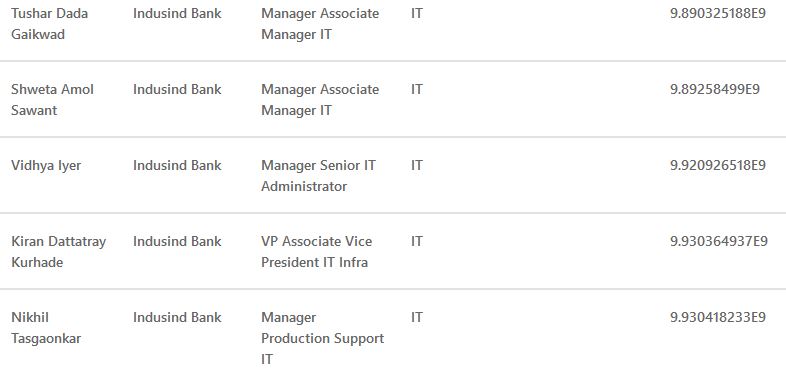 Tushar Dada Indusind Bank Manager Associate IT 9.890325188E9
Gaikwad Manager IT
Shweta Amol Indusind Bank Manager Associate IT 9.89258499E9
Sawant Manager IT
Vidhya Iyer Indusind Bank Manager Senior IT IT 9.920926518E9
Administrator
Kiran Dattatray Indusind Bank VP Associate Vice IT 9.930364937E9
Kurhade President IT Infra
Nikhil Indusind Bank Manager IT 9.930418233E9
Tasgaonkar Production Support
IT